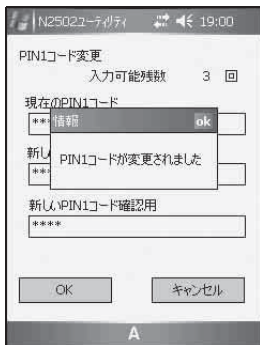 N2502ユーティリティ 19:00
PIN1コード変更
入力可能残数 3 回
現在のPIN1コード
**
情報 ok
新し
***
PIN1コードが変更されました
新しいPIN1コード確認用
****
OK キャンセル
A